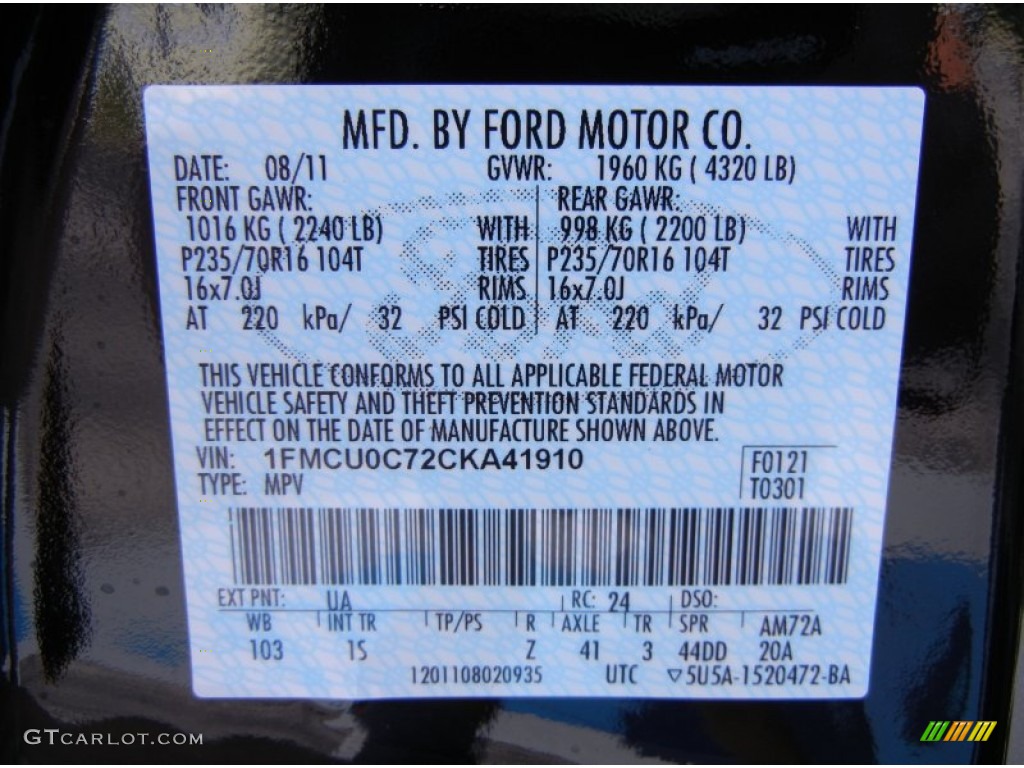 MFD. BY FORD MOTOR CO.
DATE: 08/11 GVWR: 1960 KG ( 4320 LB)
FRONT GAWR: REAR GAWR:
1016 KG ( 2240 LB) WITH 998 KG ( 2200 LB) WITH
P235/70R16 104T TIRES P235/70R16 104T TIRES
16x7.0J RIMS 16x7.0J RIMS
AT 220 kPa/ 32 PSI COLD AT 220 kPa/ 32 PSI COLD
THIS VEHICLE CONFORMS TO ALL APPLICABLE FEDERAL MOTOR
VEHICLE SAFETY AND THEFT PREVENTION STANDARDS IN
EFFECT ON THE DATE OF MANUFACTURE SHOWN ABOVE.
VIN: 1FMCU0C72CKA41910 F0121
TYPE: MPV T0301
EXT PNT: UA RC: 24 DSO:
WB INT TR TP/PS R AXLE TR SPR AM72A
103 1S Z 41 3 44DD 20A
1201108020935 UTC ▽5U5A-1520472-BA
GTCARLOT.COM